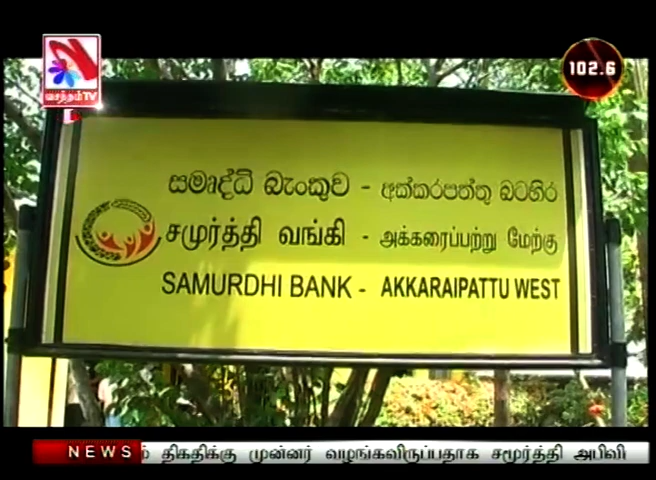 வசந்தம்TV
102.6
සමෘද්ධි බැංකුව - අක්කරපත්තු බටහිර
சமுர்த்தி வங்கி - அக்கரைப்பற்று மேற்கு
SAMURDHI BANK - AKKARAIPATTU WEST
NEWS
ம் திகதிக்கு முன்னர் வழங்கவிருப்பதாக சமூர்த்தி அபிவி